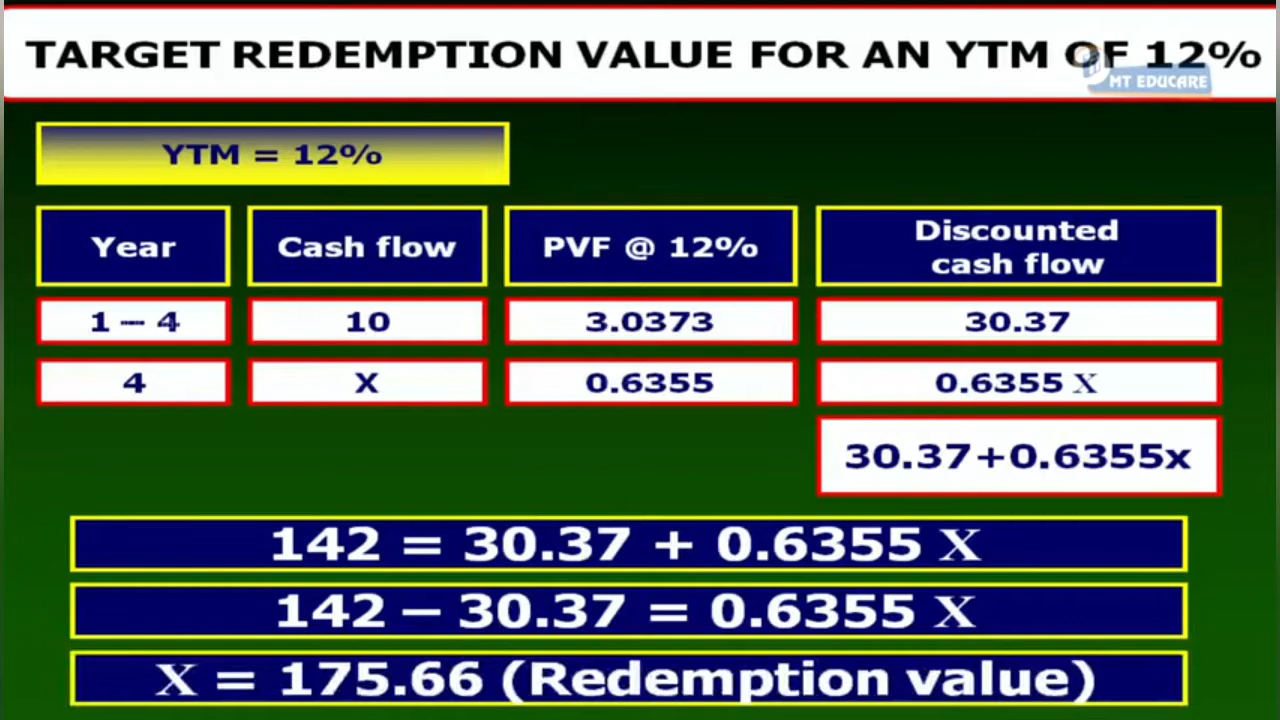 TARGET REDEMPTION VALUE FOR AN YTM OF 12%
MT EDUCARE
YTM = 12%
Year Cash flow PVF @ 12% Discounted
cash flow
1 – 4 10 3.0373 30.37
4 X 0.6355 0.6355 X
30.37+0.6355x
142 = 30.37 + 0.6355 X
142 – 30.37 = 0.6355 X
X = 175.66 (Redemption value)